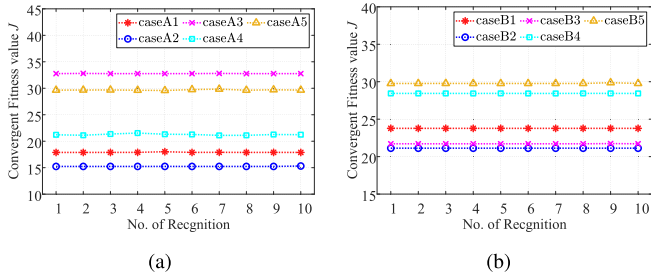 45
40
35
30
25
20
15
10
Convergent Fitness value J
caseA1 caseA3 caseA5
caseA2 caseA4
1 2 3 4 5 6 7 8 9 10
No. of Recgnition
(a)
40
35
30
25
20
15
Convergent Fitness value J
caseB1 caseB3 caseB5
caseB2 caseB4
1 2 3 4 5 6 7 8 9 10
No. of Recgnition
(b)